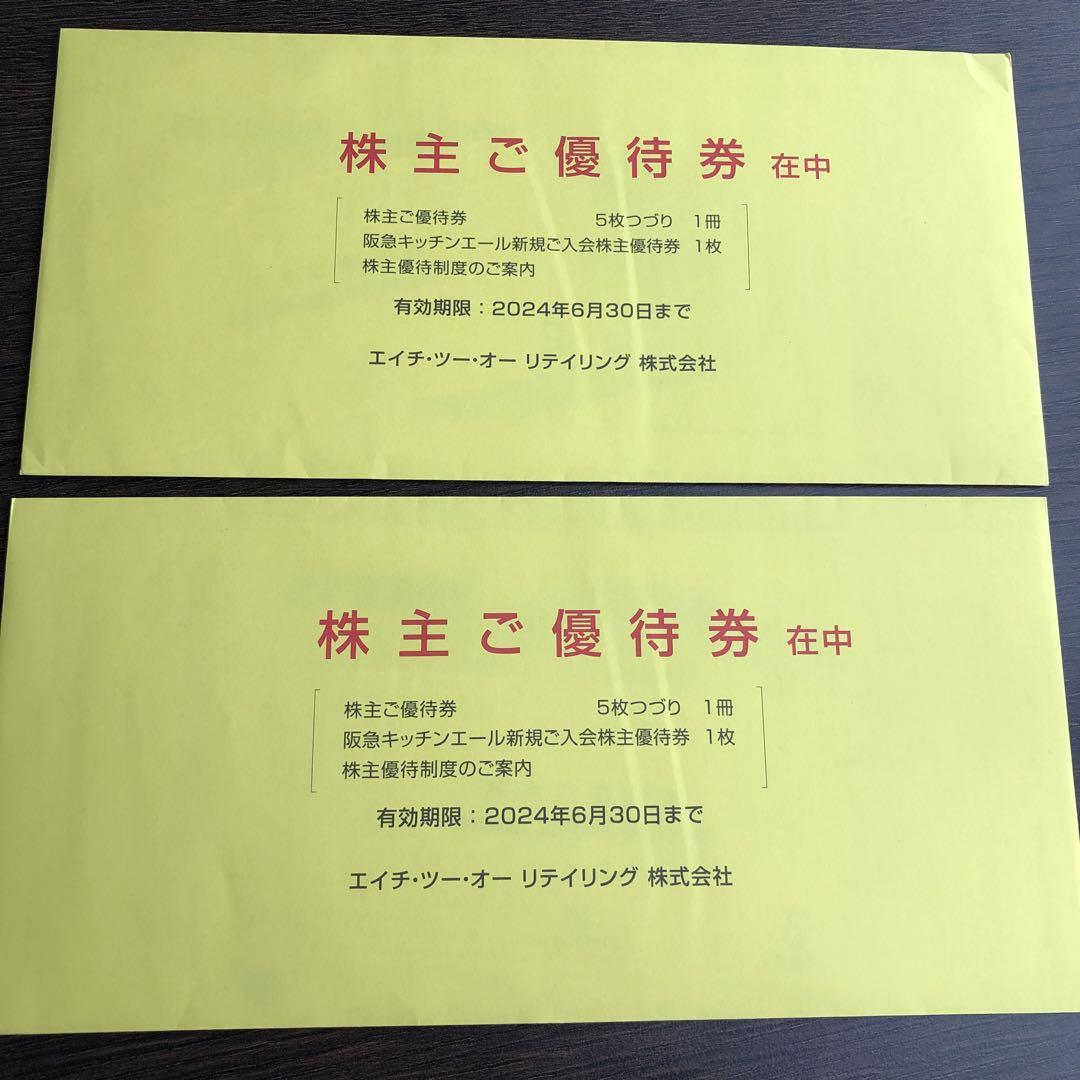 株主ご優待券 在中
株主ご優待券 5枚つづり 1冊
阪急キッチンエール新規ご入会株主優待券 1枚
株主優待制度のご案内
有効期限：2024年6月30日まで
エイチ・ツー・オー リテイリング 株式会社
株主ご優待券 在中
株主ご優待券 5枚つづり 1冊
阪急キッチンエール新規ご入会株主優待券 1枚
株主優待制度のご案内
有効期限：2024年6月30日まで
エイチ・ツー・オー リテイリング 株式会社